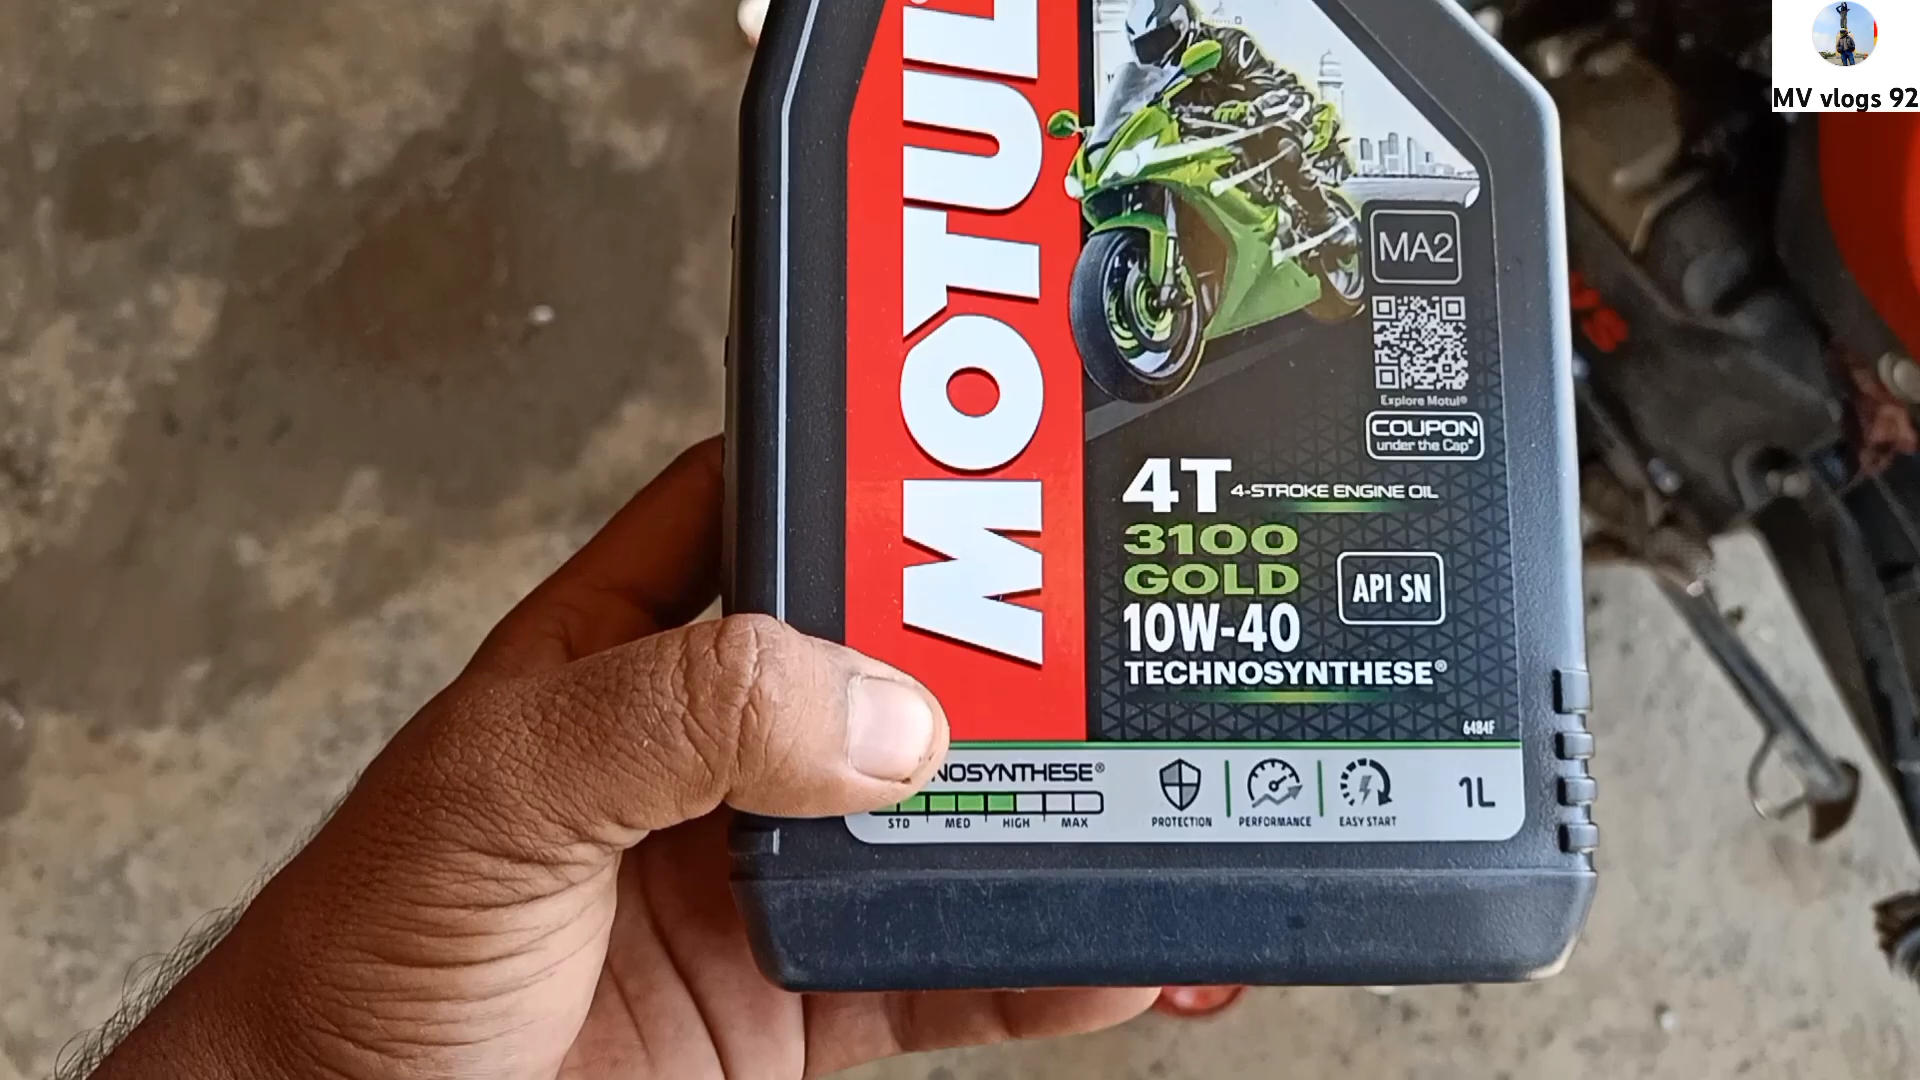 MV vlogs 92
MOTUL
MA2
Explore Motul®
COUPON
under the Cap*
4T 4-STROKE ENGINE OIL
3100
GOLD
10W-40
API SN
TECHNOSYNTHESE®
6484F
NOSYNTHESE®
STD MED HIGH MAX
PROTECTION PERFORMANCE EASY START
1L